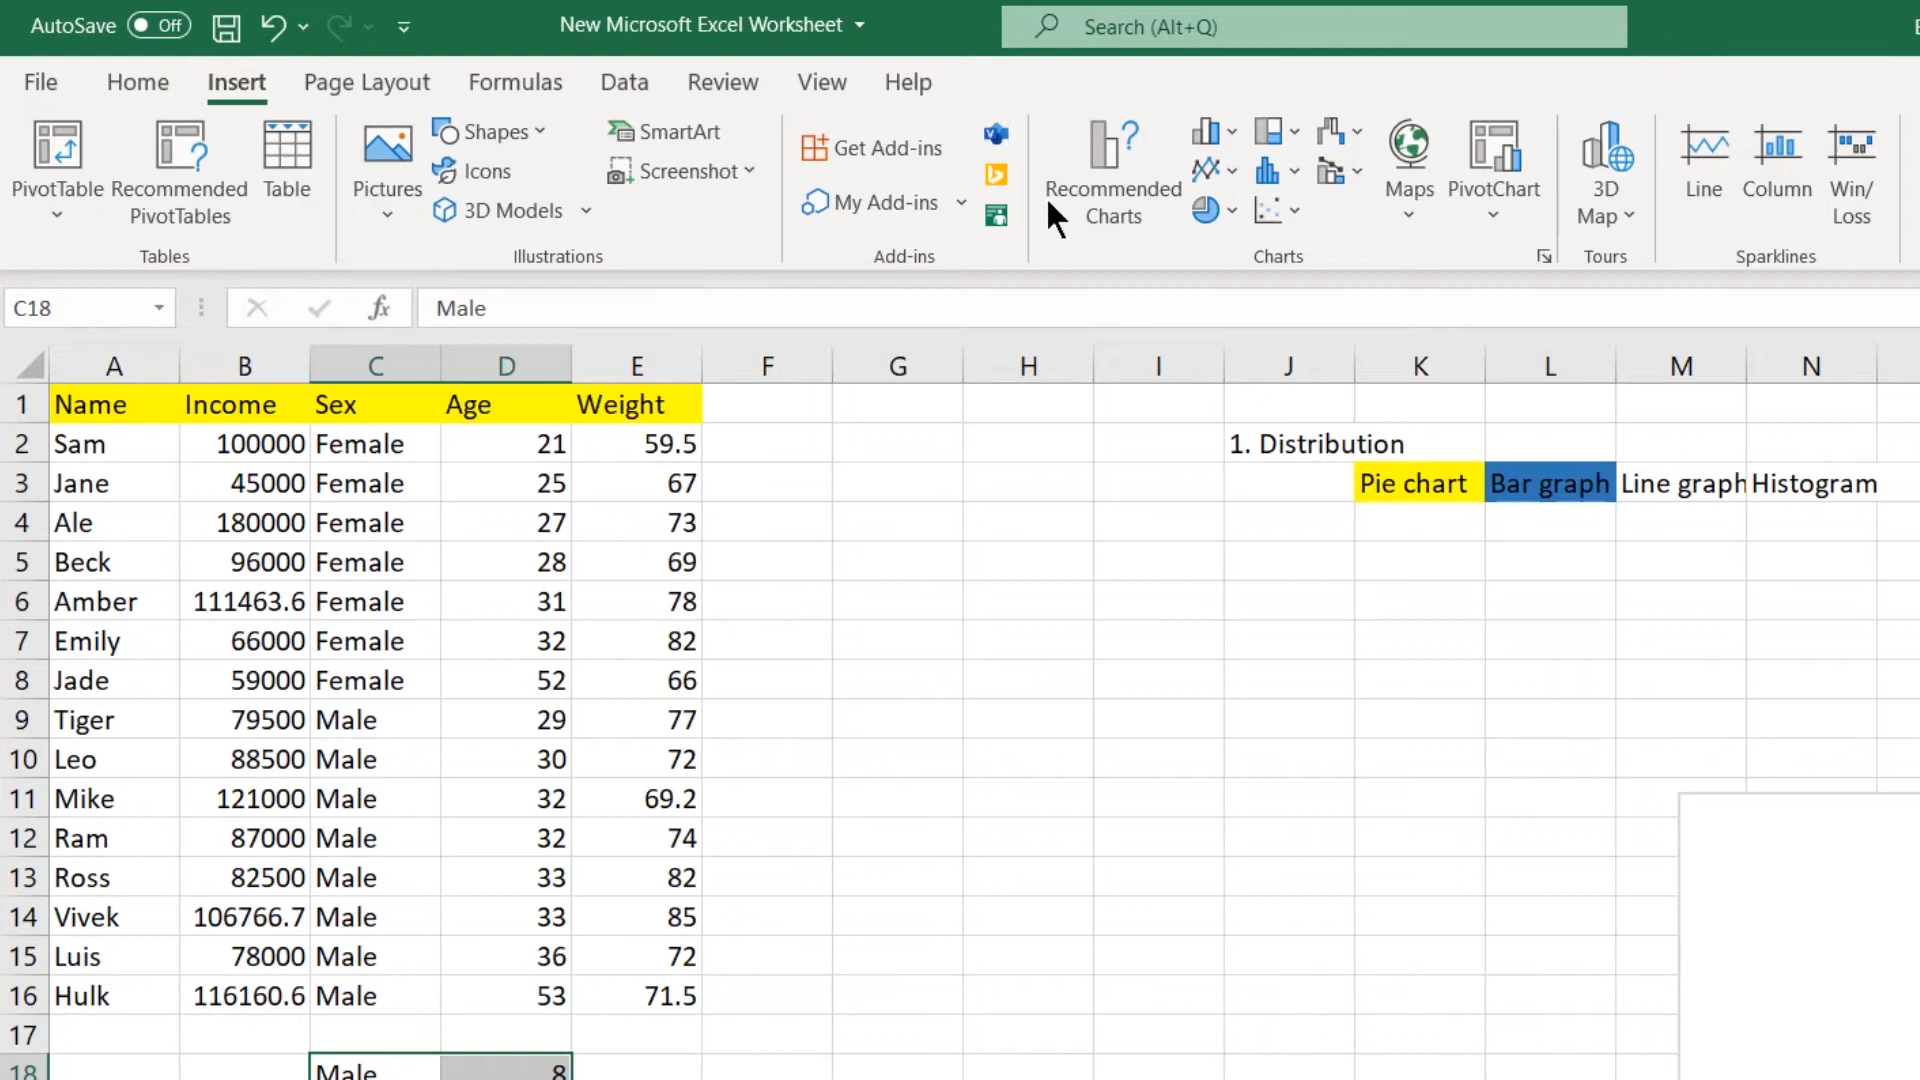 AutoSave Off New Microsoft Excel Worksheet Search (Alt+Q)
File Home Insert Page Layout Formulas Data Review View Help
PivotTable Recommended PivotTables Table
Tables
Pictures Shapes Icons 3D Models SmartArt Screenshot
Illustrations
Get Add-ins
My Add-ins
Add-ins
Recommended Charts Maps PivotChart
Charts
3D Map
Tours
Line Column Win/Loss
Sparklines
C18 fx Male
A B C D E F G H I J K L M N
1 Name Income Sex Age Weight
2 Sam 100000 Female 21 59.5 1. Distribution
3 Jane 45000 Female 25 67 Pie chart Bar graph Line graph Histogram
4 Ale 180000 Female 27 73
5 Beck 96000 Female 28 69
6 Amber 111463.6 Female 31 78
7 Emily 66000 Female 32 82
8 Jade 59000 Female 52 66
9 Tiger 79500 Male 29 77
10 Leo 88500 Male 30 72
11 Mike 121000 Male 32 69.2
12 Ram 87000 Male 32 74
13 Ross 82500 Male 33 82
14 Vivek 106766.7 Male 33 85
15 Luis 78000 Male 36 72
16 Hulk 116160.6 Male 53 71.5
17
18 Male 8